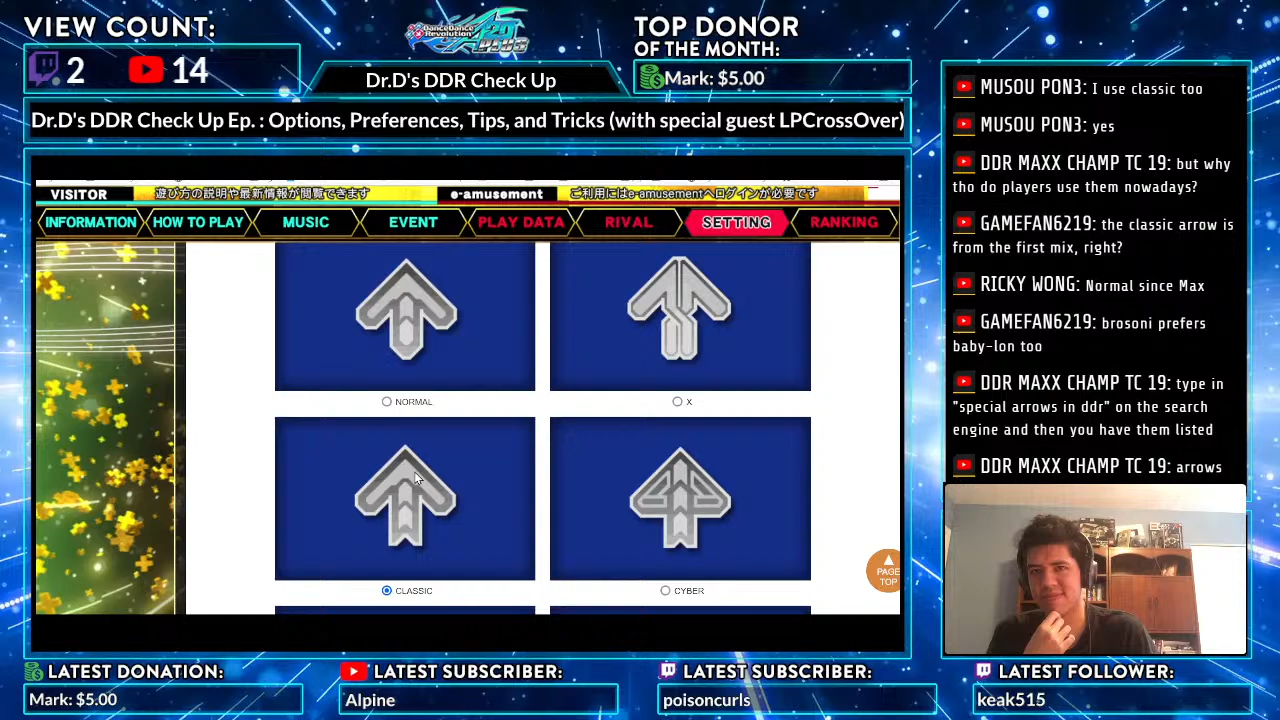 VIEW COUNT:
2
14
DanceDanceRevolution A20 PLUS
Dr.D's DDR Check Up
TOP DONOR
OF THE MONTH:
Mark: $5.00
Dr.D's DDR Check Up Ep. : Options, Preferences, Tips, and Tricks (with special guest LPCrossOver)
VISITOR
遊び方の説明や最新情報が閲覧できます
e-amusement
ご利用にはe-amusementへログインが必要です
INFORMATION
HOW TO PLAY
MUSIC
EVENT
PLAY DATA
RIVAL
SETTING
RANKING
NORMAL
X
CLASSIC
CYBER
PAGE
TOP
MUSOU PON3: I use classic too
MUSOU PON3: yes
DDR MAXX CHAMP TC 19: but why
tho do players use them nowadays?
GAMEFAN6219: the classic arrow is
from the first mix, right?
RICKY WONG: Normal since Max
GAMEFAN6219: brosoni prefers
baby-lon too
DDR MAXX CHAMP TC 19: type in
"special arrows in ddr" on the search
engine and then you have them listed
DDR MAXX CHAMP TC 19: arrows
LATEST DONATION:
Mark: $5.00
LATEST SUBSCRIBER:
Alpine
LATEST SUBSCRIBER:
poisoncurls
LATEST FOLLOWER:
keak515